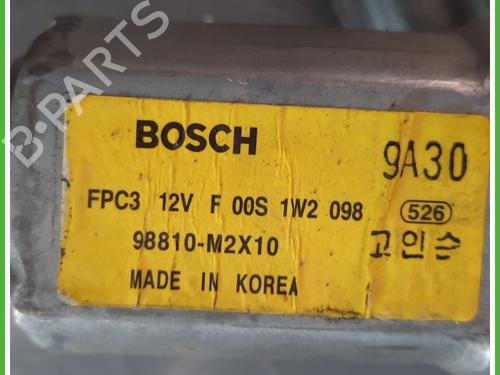 BOSCH
9A30
FPC3 12V F 00S 1W2 098
526
98810-M2X10
고인순
MADE IN KOREA
B-PARTS